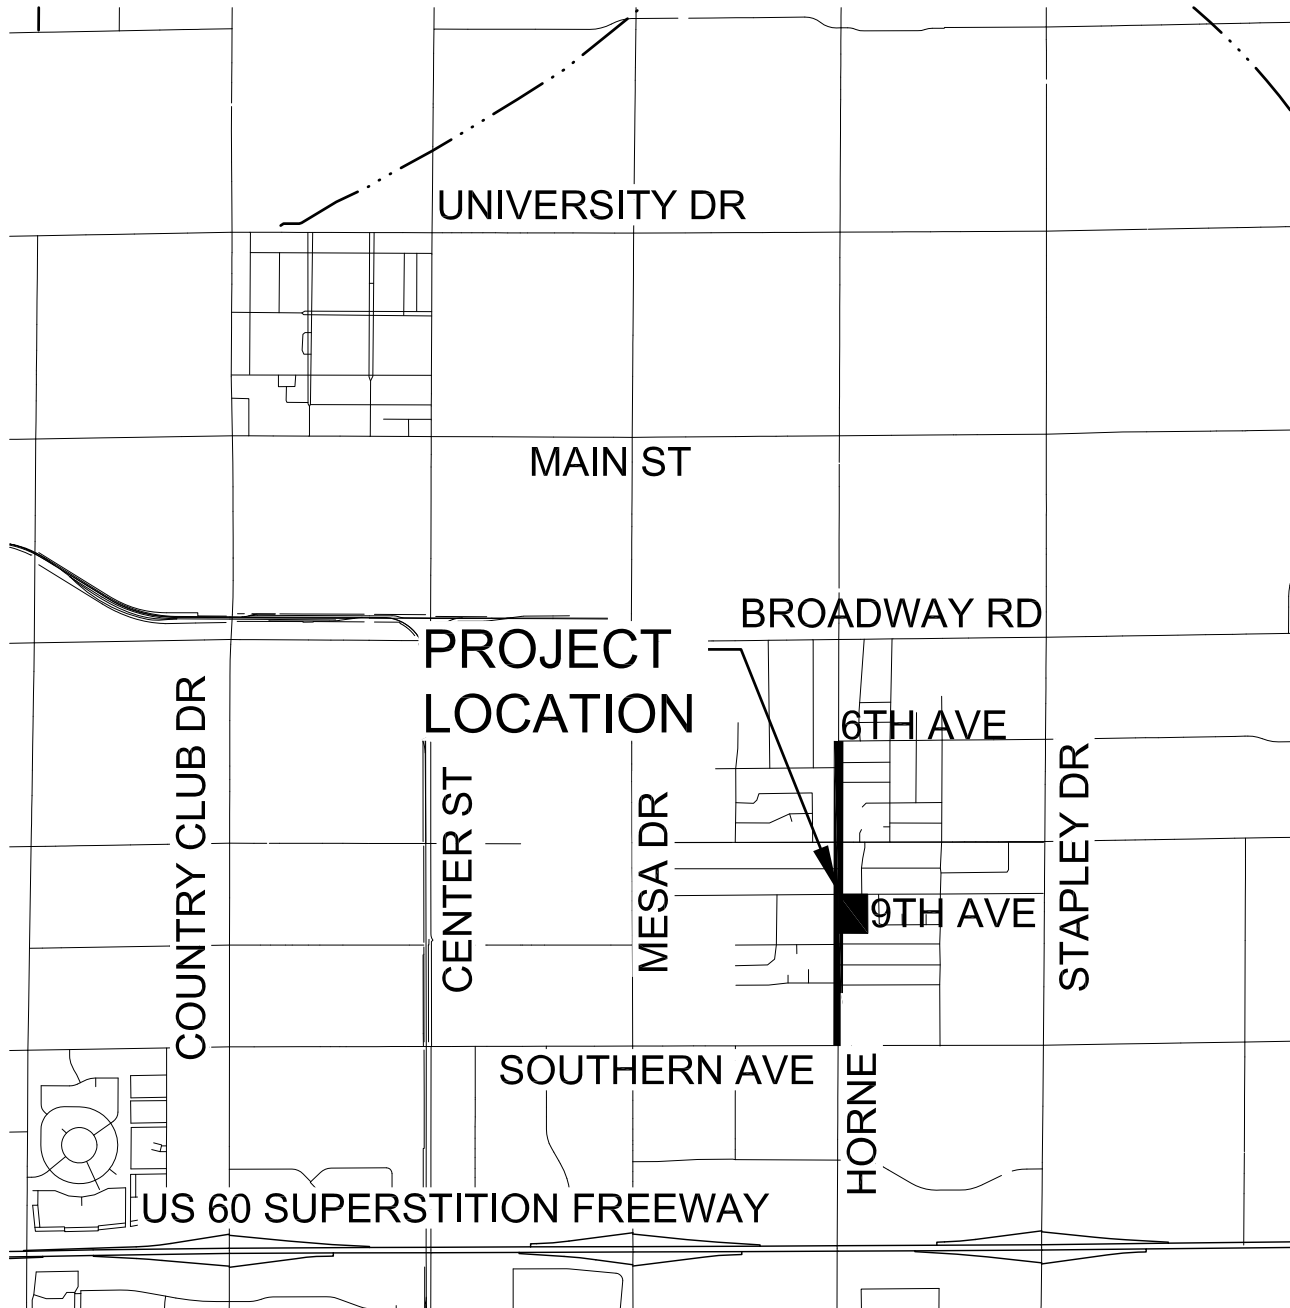 UNIVERSITY DR
MAIN ST
BROADWAY RD
PROJECT
LOCATION
6TH AVE
COUNTRY CLUB DR
CENTER ST
MESA DR
STAPLEY DR
9TH AVE
SOUTHERN AVE
HORNE
US 60 SUPERSTITION FREEWAY